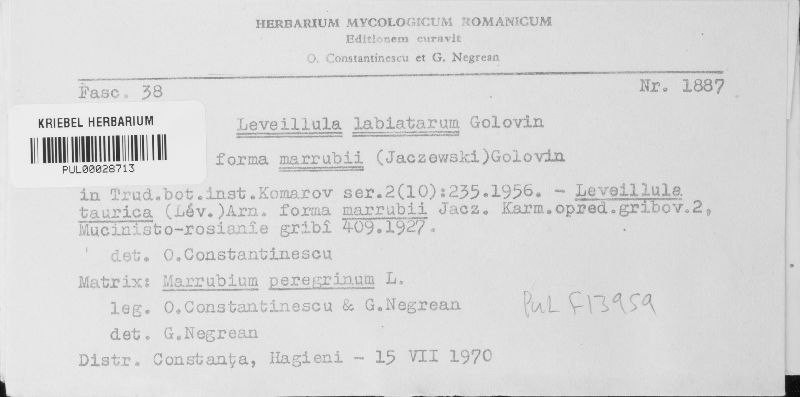 HERBARIUM MYCOLOGICUM ROMANICUM
Editionem curavit
O. Constantinescu et G. Negrean
Fasc. 38
Nr. 1887
KRIEBEL HERBARIUM
PUL00028713
Leveillula labiatarum Golovin
forma marrubii (Jaczewski)Golovin
in Trud.bot.inst.Komarov ser.2(10):235.1956. - Leveillula
taurica (Lév.)Arn. forma marrubii Jacz. Karm.opred.gribov.2,
Mucinisto-rosianîe gribî 409.1927.
det. O.Constantinescu
Matrix: Marrubium peregrinum L.
leg. O.Constantinescu & G.Negrean
PUL F13959
det. G.Negrean
Distr. Constanţa, Hagieni - 15 VII 1970